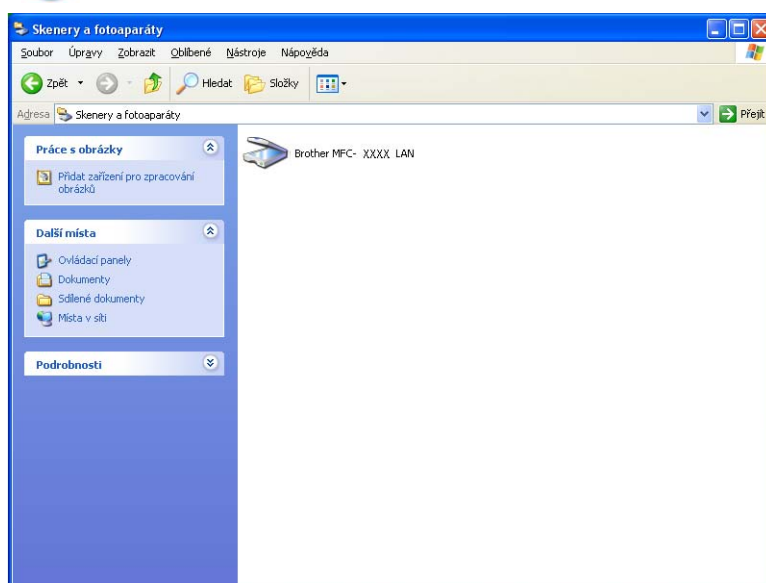 Skenery a fotoaparáty
Soubor Úpravy Zobrazit Oblíbené Nástroje Nápověda
Zpět Hledat Složky
Adresa Skenery a fotoaparáty Přejít
Práce s obrázky
Přidat zařízení pro zpracování
obrázků
Brother MFC- XXXX LAN
Další místa
Ovládací panely
Dokumenty
Sdílené dokumenty
Místa v síti
Podrobnosti